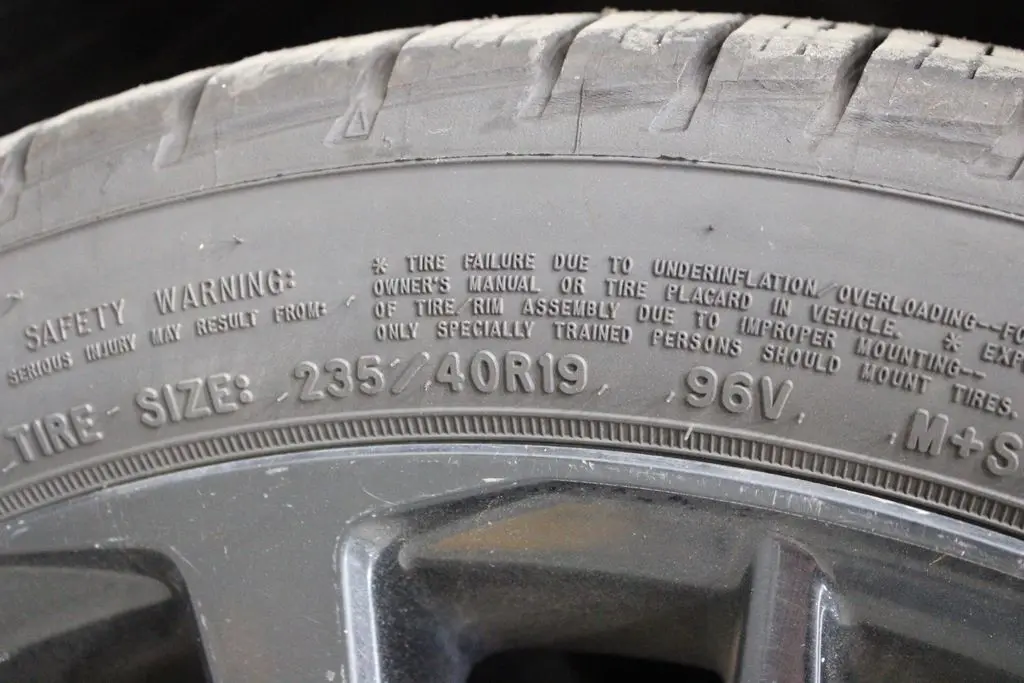 SAFETY WARNING:
SERIOUS INJURY MAY RESULT FROM:
* TIRE FAILURE DUE TO UNDERINFLATION/OVERLOADING--FO
OWNER'S MANUAL OR TIRE PLACARD IN VEHICLE. * EXP
OF TIRE/RIM ASSEMBLY DUE TO IMPROPER MOUNTING--
ONLY SPECIALLY TRAINED PERSONS SHOULD MOUNT TIRES.
TIRE SIZE: 235/40R19 96V M+S